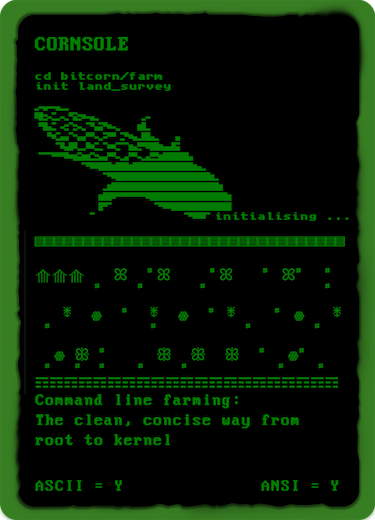 CORNSOLE
cd bitcorn/farm
init land_survey
initialising ...
Command line farming:
The clean, concise way from
root to kernel
ASCII = Y
ANSI = Y